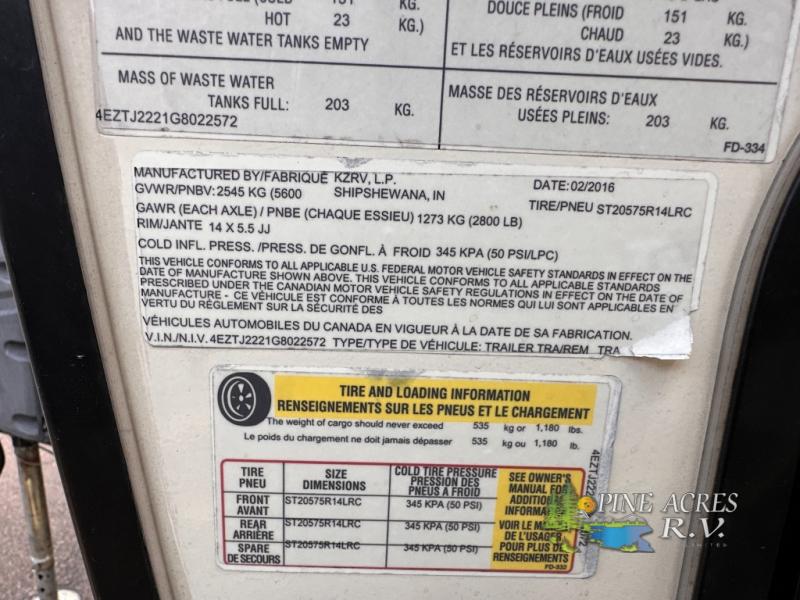 KG.
HOT 23 KG.)
AND THE WASTE WATER TANKS EMPTY
MASS OF WASTE WATER
TANKS FULL: 203 KG.
4EZTJ2221G8022572
DOUCE PLEINS (FROID 151 KG.
CHAUD 23 KG.)
ET LES RÉSERVOIRS D'EAUX USÉES VIDES.
MASSE DES RÉSERVOIRS D'EAUX
USÉES PLEINS: 203 KG.
FD-334
MANUFACTURED BY/FABRIQUÉ KZRV, L.P. DATE: 02/2016
GVWR/PNBV: 2545 KG (5600 SHIPSHEWANA, IN TIRE/PNEU ST20575R14LRC
GAWR (EACH AXLE) / PNBE (CHAQUE ESSIEU) 1273 KG (2800 LB)
RIM/JANTE 14 X 5.5 JJ
COLD INFL. PRESS. /PRESS. DE GONFL. À FROID 345 KPA (50 PSI/LPC)
THIS VEHICLE CONFORMS TO ALL APPLICABLE U.S. FEDERAL MOTOR VEHICLE SAFETY STANDARDS IN EFFECT ON THE
DATE OF MANUFACTURE SHOWN ABOVE. THIS VEHICLE CONFORMS TO ALL APPLICABLE STANDARDS
PRESCRIBED UNDER THE CANADIAN MOTOR VEHICLE SAFETY REGULATIONS IN EFFECT ON THE DATE OF
MANUFACTURE - CE VÉHICULE EST CONFORME À TOUTES LES NORMES QUI LUI SONT APPLICABLES EN
VERTU DU RÈGLEMENT SUR LA SÉCURITÉ DES
VÉHICULES AUTOMOBILES DU CANADA EN VIGUEUR À LA DATE DE SA FABRICATION.
V.I.N./N.I.V. 4EZTJ2221G8022572 TYPE/TYPE DE VÉHICULE: TRAILER TRA/REM TRA
TIRE AND LOADING INFORMATION
RENSEIGNEMENTS SUR LES PNEUS ET LE CHARGEMENT
The weight of cargo should never exceed 535 kg or 1,180 lbs.
Le poids du chargement ne doit jamais dépasser 535 kg ou 1,180 lb.
TIRE PNEU
SIZE DIMENSIONS
COLD TIRE PRESSURE
PRESSION DES
PNEUS A FROID
FRONT AVANT ST20575R14LRC 345 KPA (50 PSI)
REAR ARRIÈRE ST20575R14LRC 345 KPA (50 PSI)
SPARE DE SECOURS ST20575R14LRC 345 KPA (50 PSI)
SEE OWNER'S
MANUAL FOR
VOIR LE
DE L'USAGER
POUR PLUS DE
RENSEIGNEMENTS
FD-332
PINE ACRES
R.V.
LIMITED